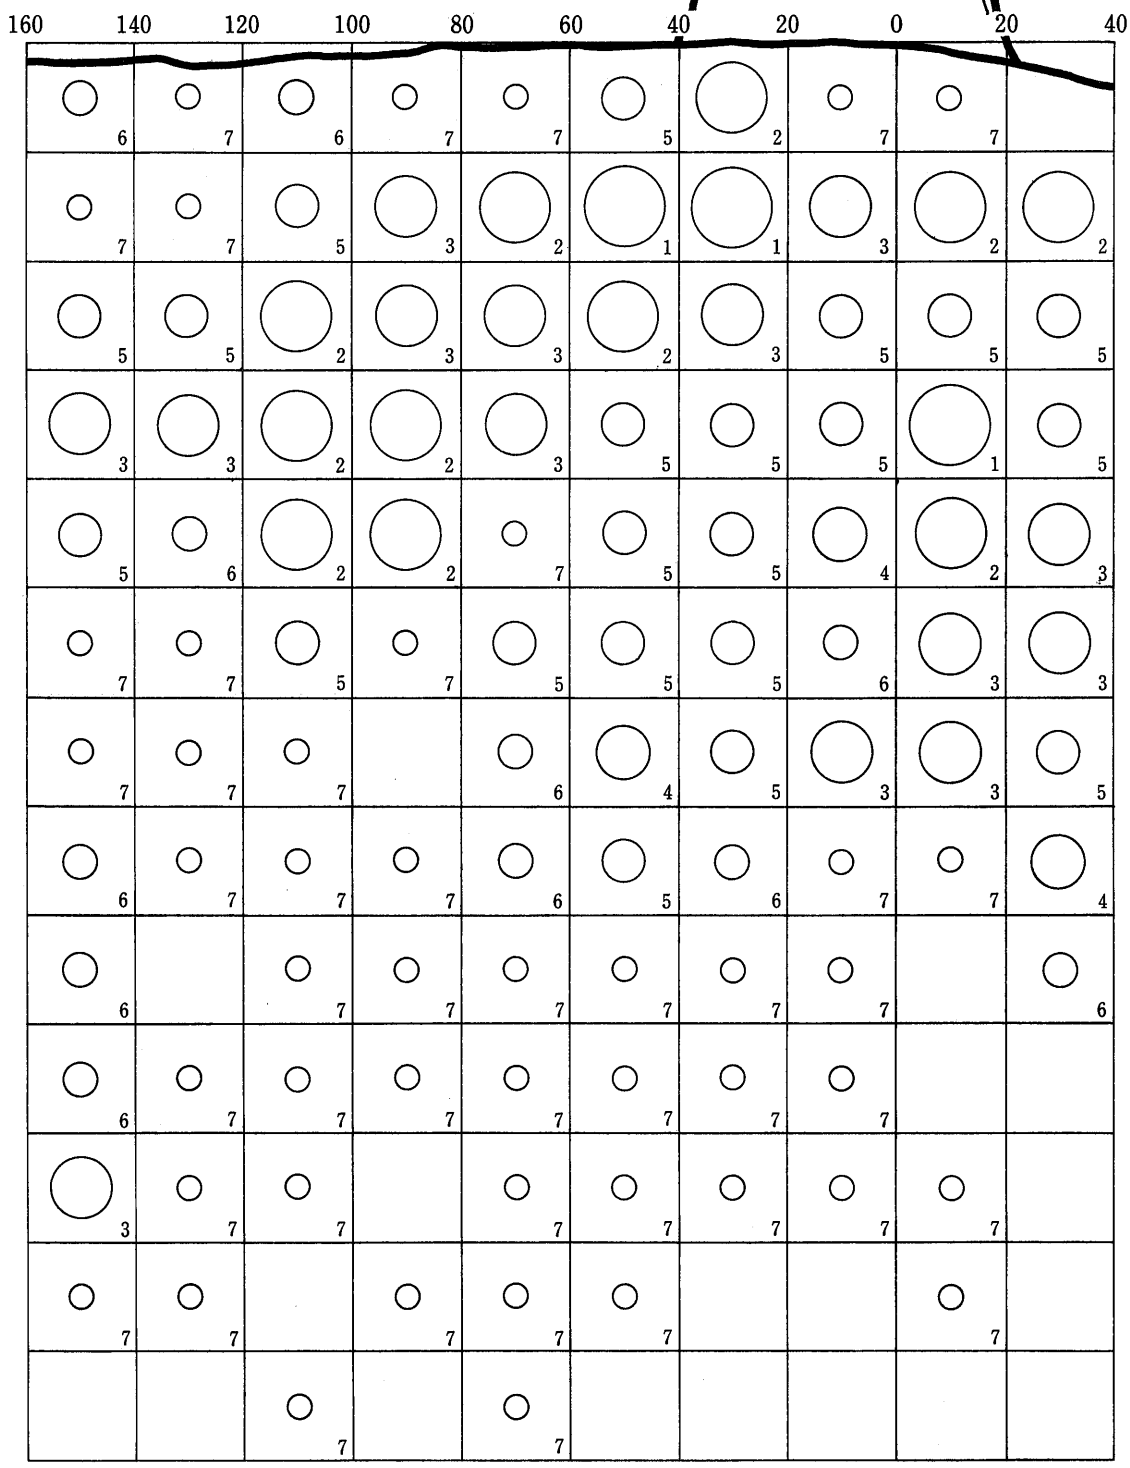 160 140 120 100 80 60 40 20 0 20 40
6 7 6 7 7 5 2 7 7
7 7 5 3 2 1 1 3 2 2
5 5 2 3 3 2 3 5 5 5
3 3 2 2 3 5 5 5 1 5
5 6 2 2 7 5 5 4 2 3
7 7 5 7 5 5 5 6 3 3
7 7 7 6 4 5 3 3 5
6 7 7 7 6 5 6 7 7 4
6 7 7 7 7 7 7 6
6 7 7 7 7 7 7 7
3 7 7 7 7 7 7 7
7 7 7 7 7 7
7 7